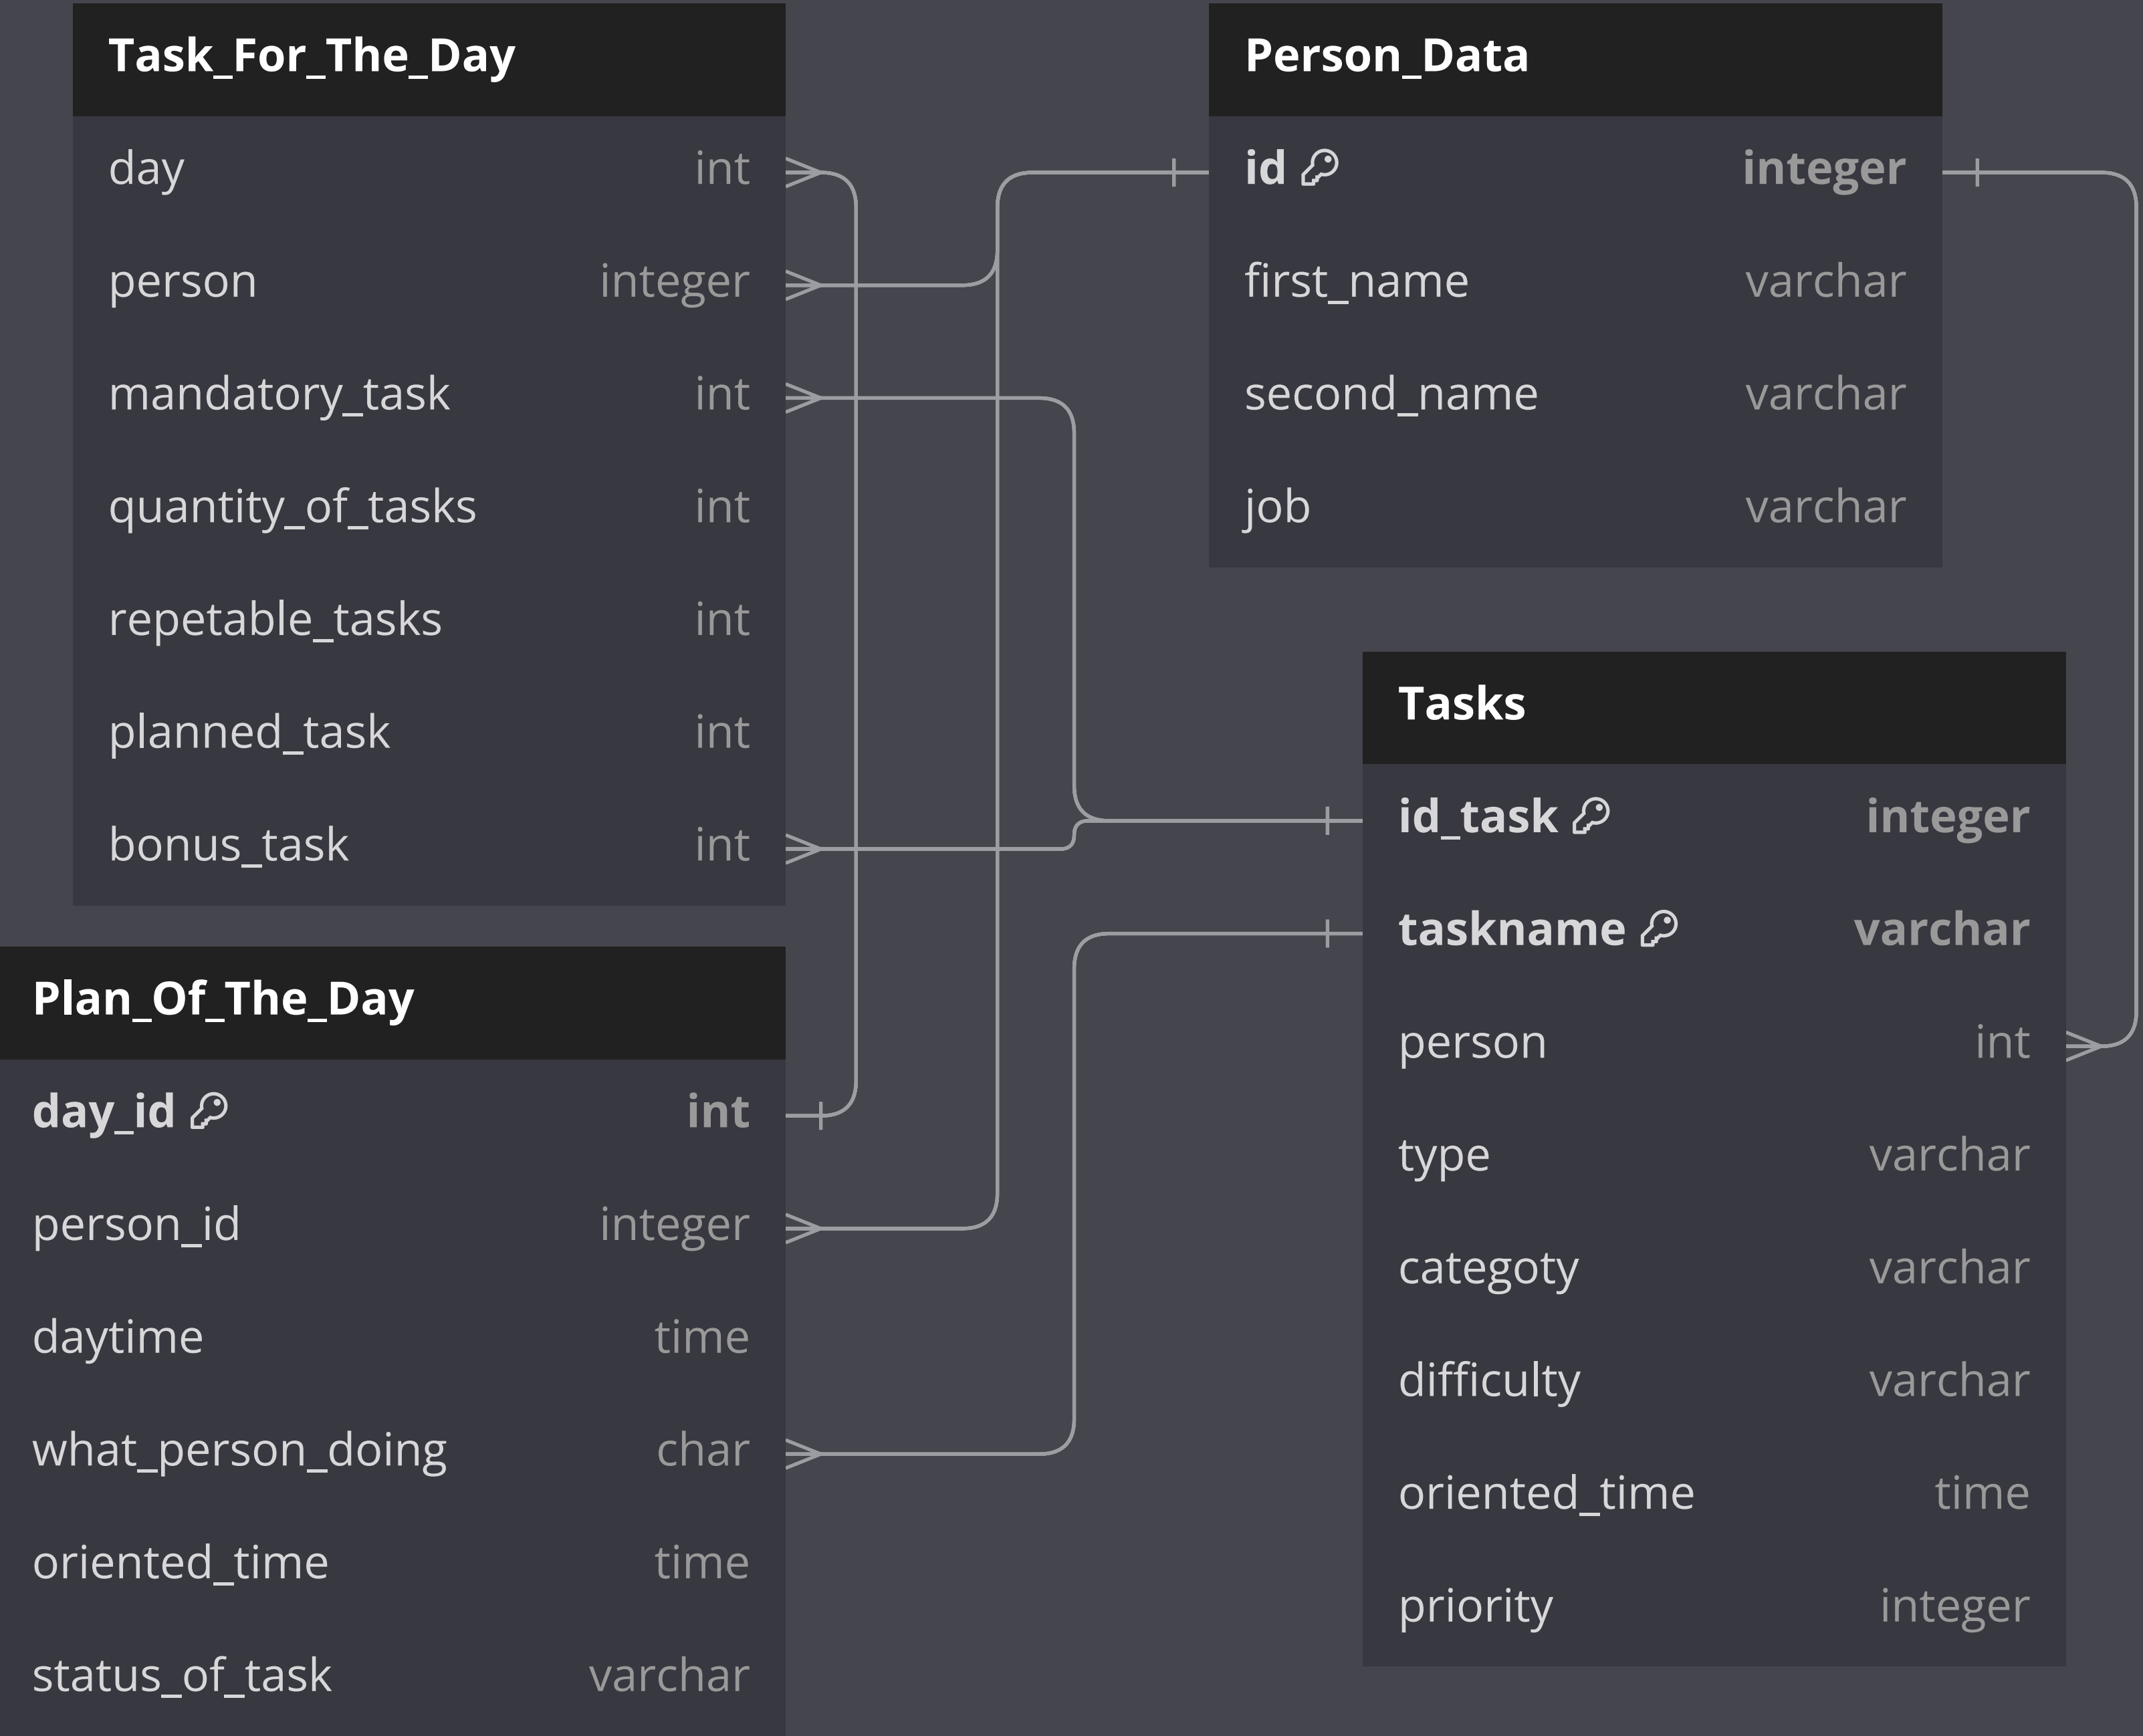 Task_For_The_Day
day int
person integer
mandatory_task int
quantity_of_tasks int
repetable_tasks int
planned_task int
bonus_task int
Person_Data
id integer
first_name varchar
second_name varchar
job varchar
Tasks
id_task integer
taskname varchar
person int
type varchar
categoty varchar
difficulty varchar
oriented_time time
priority integer
Plan_Of_The_Day
day_id int
person_id integer
daytime time
what_person_doing char
oriented_time time
status_of_task varchar